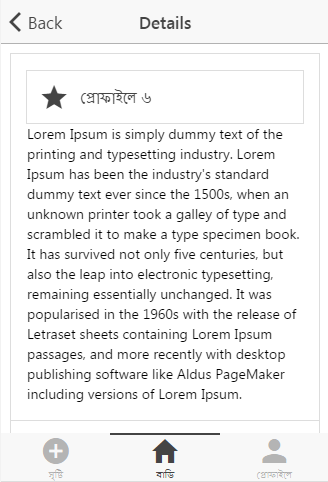 Back
Details
প্রোফাইলে ৬
Lorem Ipsum is simply dummy text of the
printing and typesetting industry. Lorem
Ipsum has been the industry's standard
dummy text ever since the 1500s, when an
unknown printer took a galley of type and
scrambled it to make a type specimen book.
It has survived not only five centuries, but
also the leap into electronic typesetting,
remaining essentially unchanged. It was
popularised in the 1960s with the release of
Letraset sheets containing Lorem Ipsum
passages, and more recently with desktop
publishing software like Aldus PageMaker
including versions of Lorem Ipsum.
সৃষ্টি
বাড়ি
প্রোফাইলে